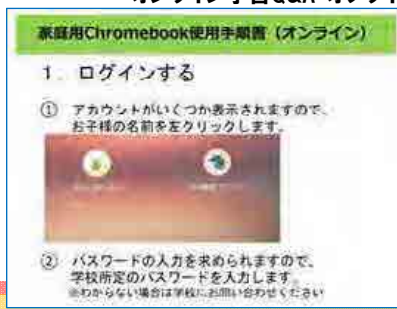 家庭用Chromebook使用手順書（オンライン）
1．ログインする
① アカウントがいくつか表示されますので、
お子様の名前を左クリックします。
② パスワードの入力を求められますので、
学校所定のパスワードを入力します。
※わからない場合は学校にお問い合わせください